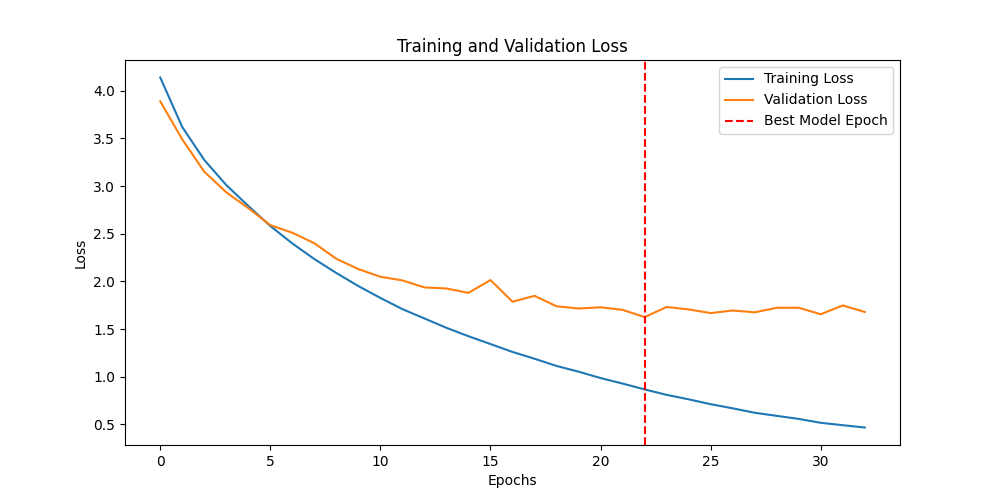 Training and Validation Loss
Training Loss
Validation Loss
Best Model Epoch
Loss
4.0
3.5
3.0
2.5
2.0
1.5
1.0
0.5
0 5 10 15 20 25 30
Epochs